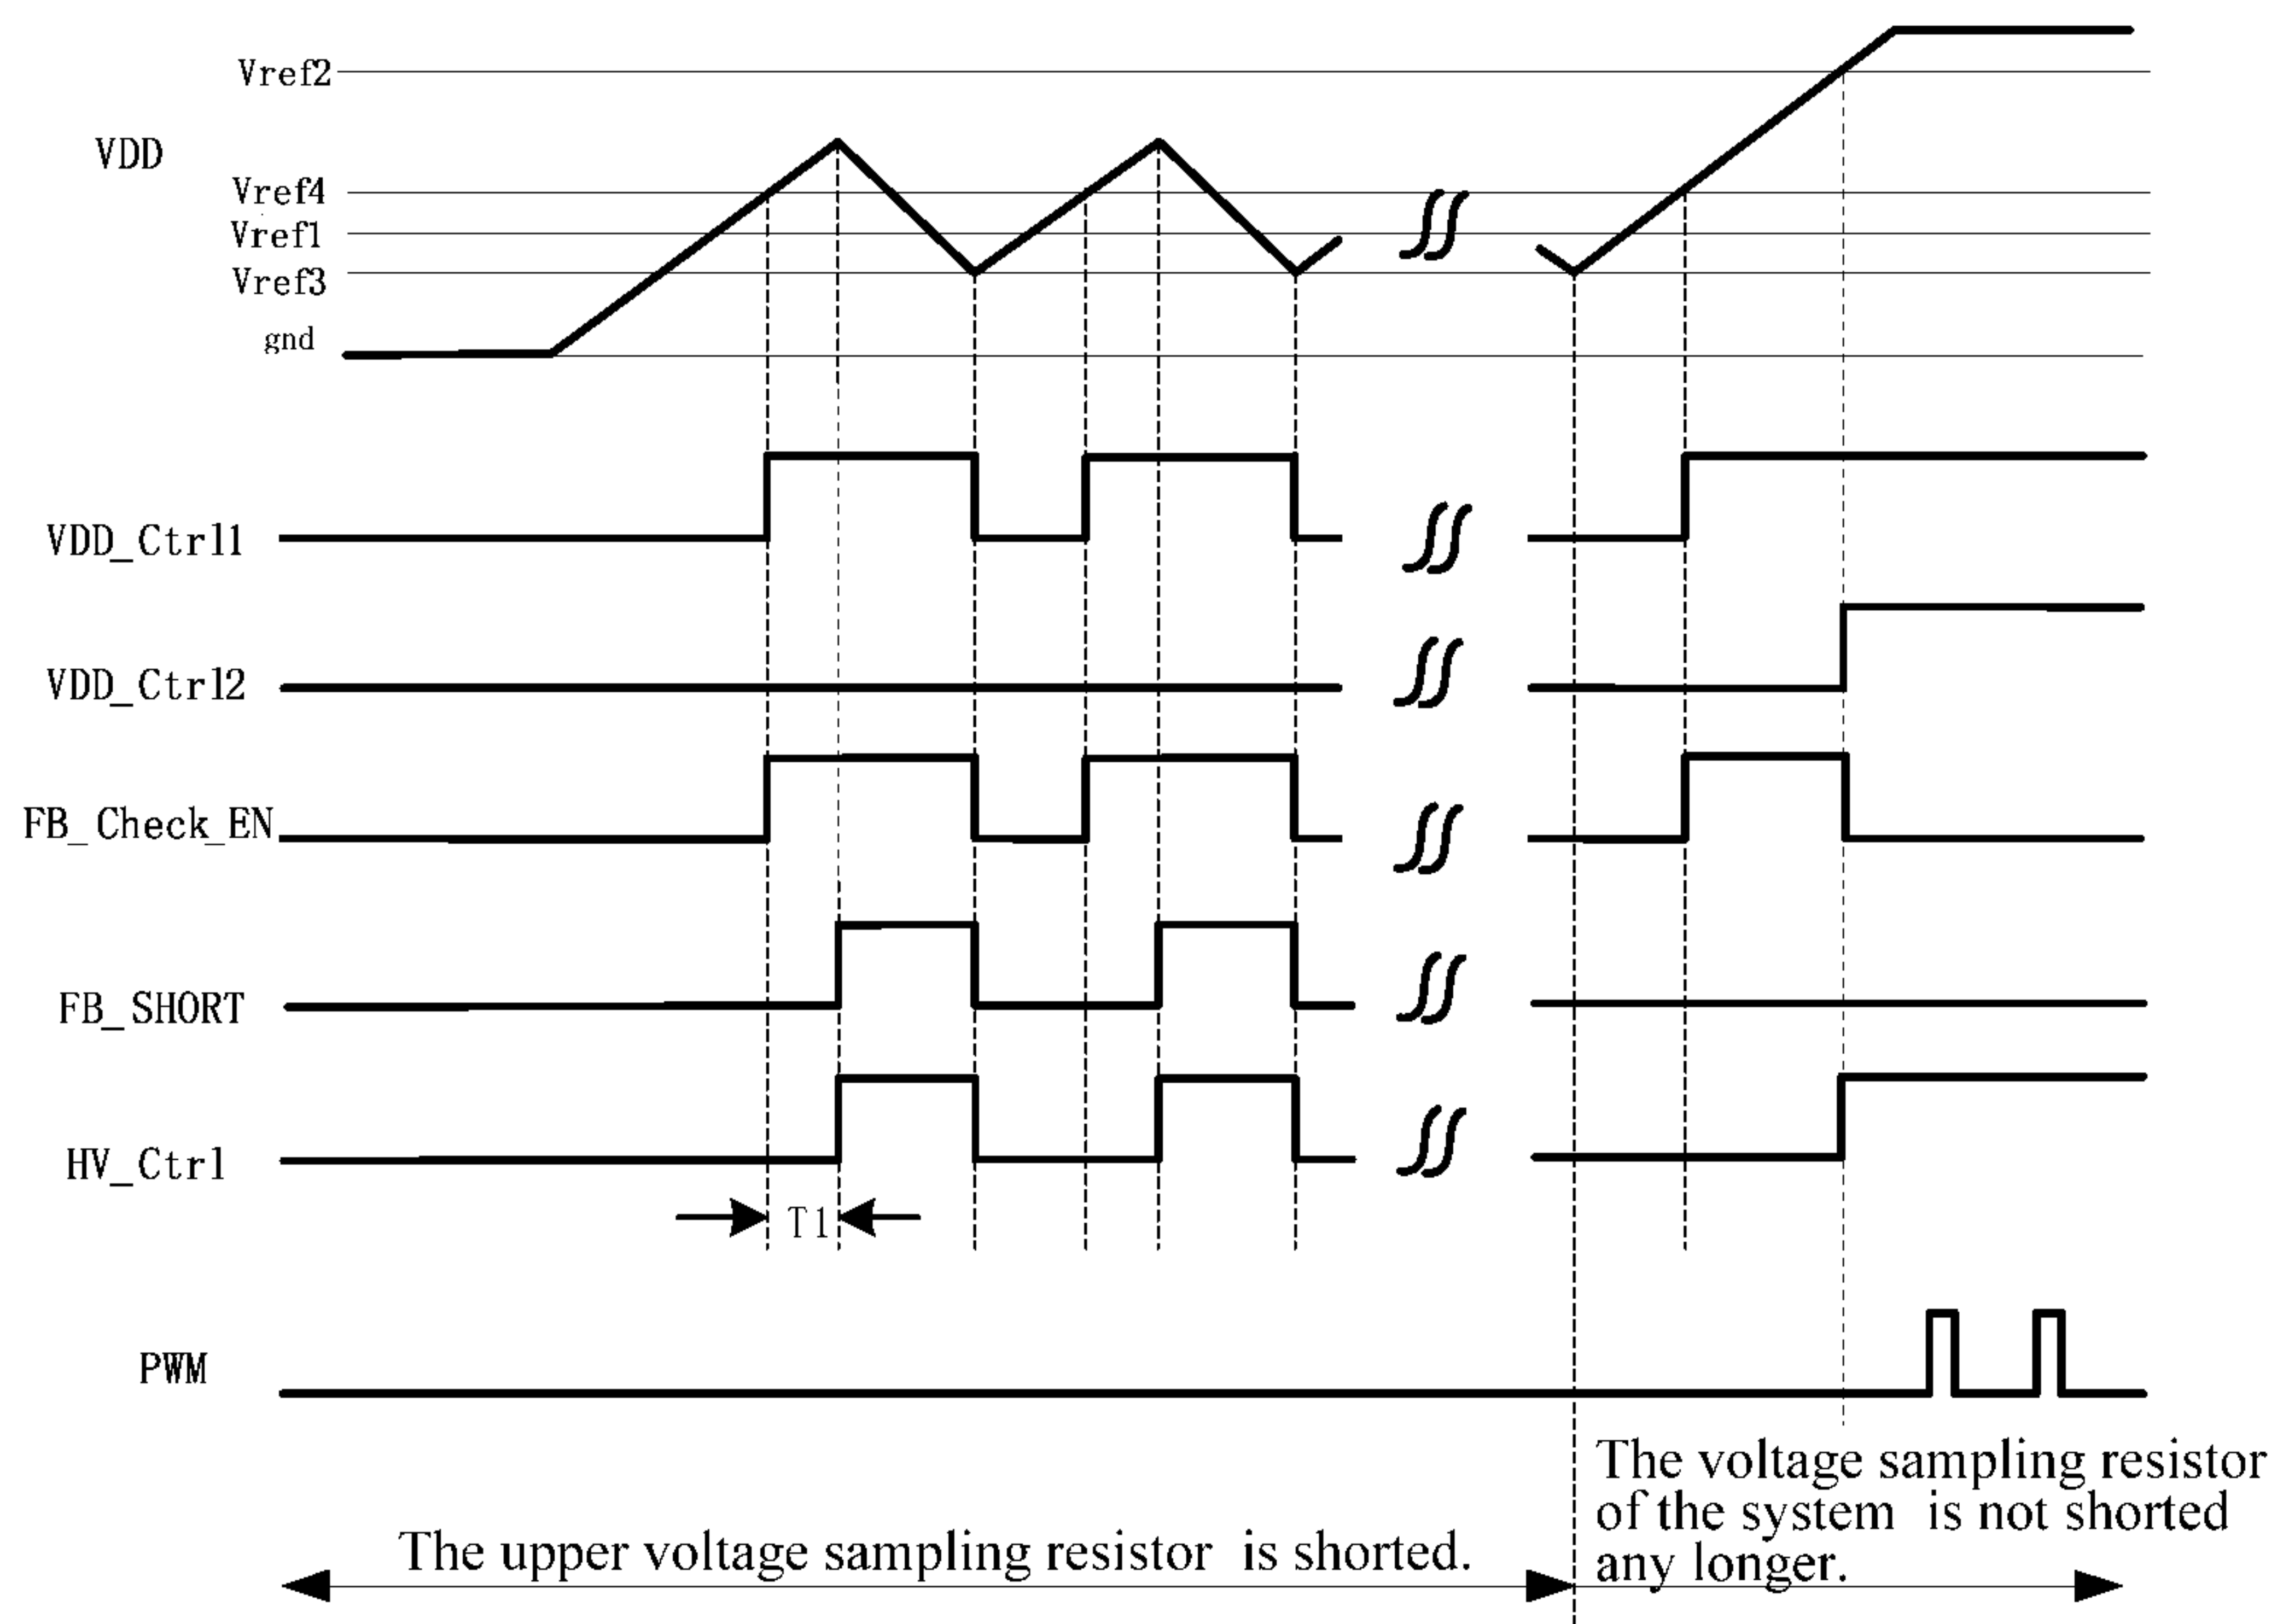 Vref2
VDD
Vref4
Vref1
Vref3
gnd
VDD_Ctrl1
VDD_Ctrl2
FB_Check_EN
FB_SHORT
HV_Ctrl
T1
PWM
The voltage sampling resistor
of the system is not shorted
any longer.
The upper voltage sampling resistor is shorted.